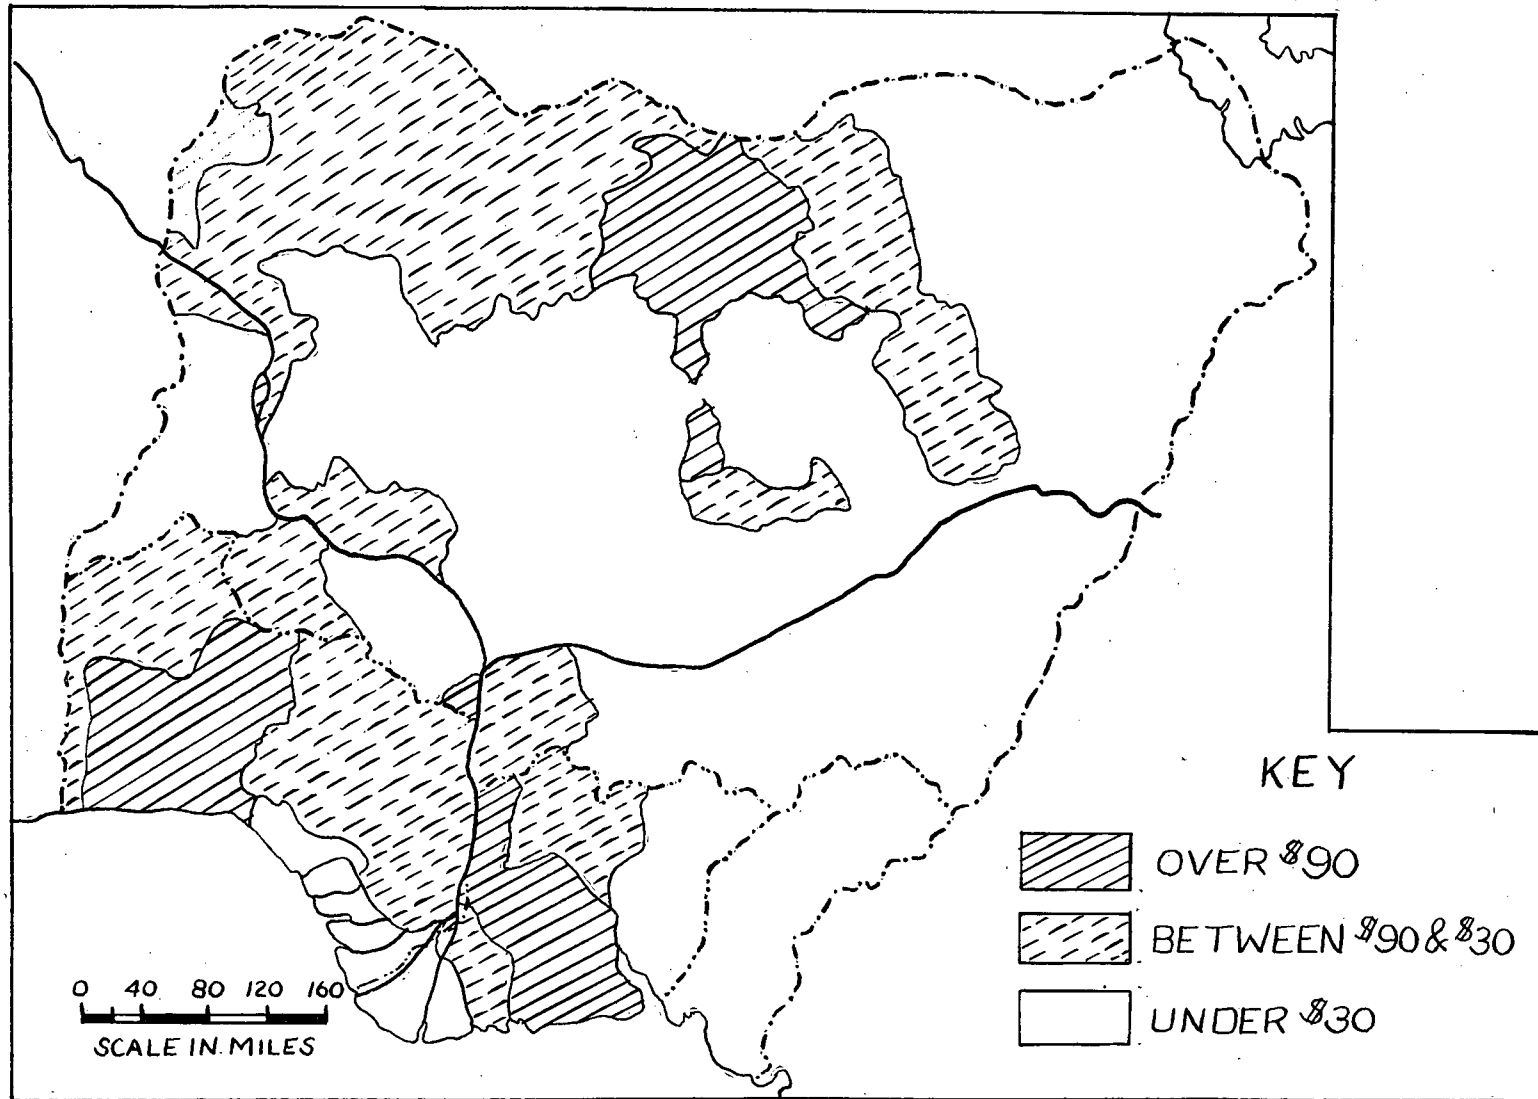 KEY
OVER $90
BETWEEN $90 & $30
UNDER $30
0 40 80 120 160
SCALE IN MILES